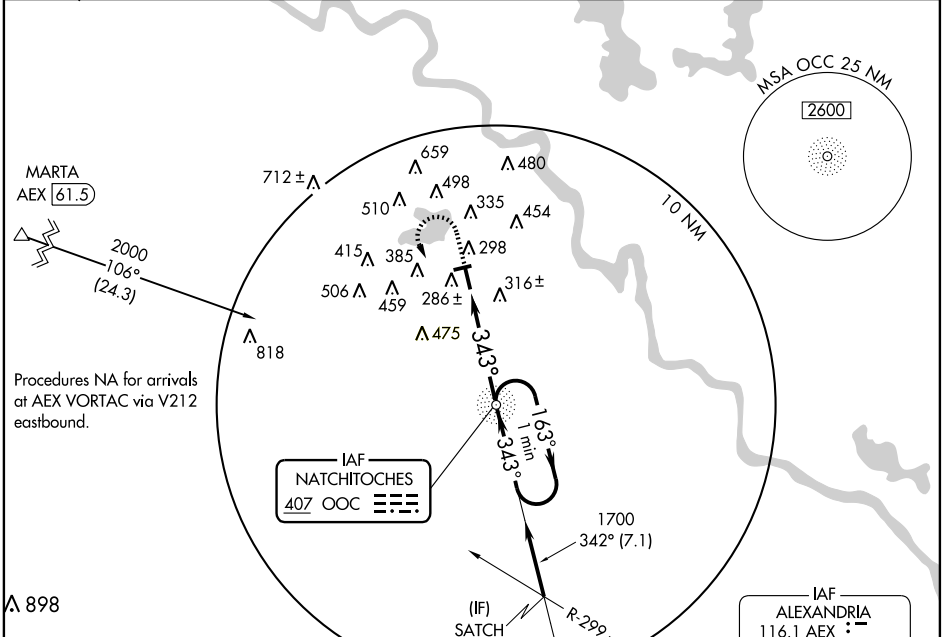 MSA OCC 25 NM
2600
MARTA
AEX 61.5
2000
106°
(24.3)
659
480
712 ±
498
510
335
454
10 NM
415
385
298
506
459
286 ±
316 ±
475
818
343°
Procedures NA for arrivals
at AEX VORTAC via V212
eastbound.
IAF
NATCHITOCHES
407 OOC
163°
1 min
343°
1700
342° (7.1)
898
(IF)
SATCH
R-299
IAF
ALEXANDRIA
116.1 AEX